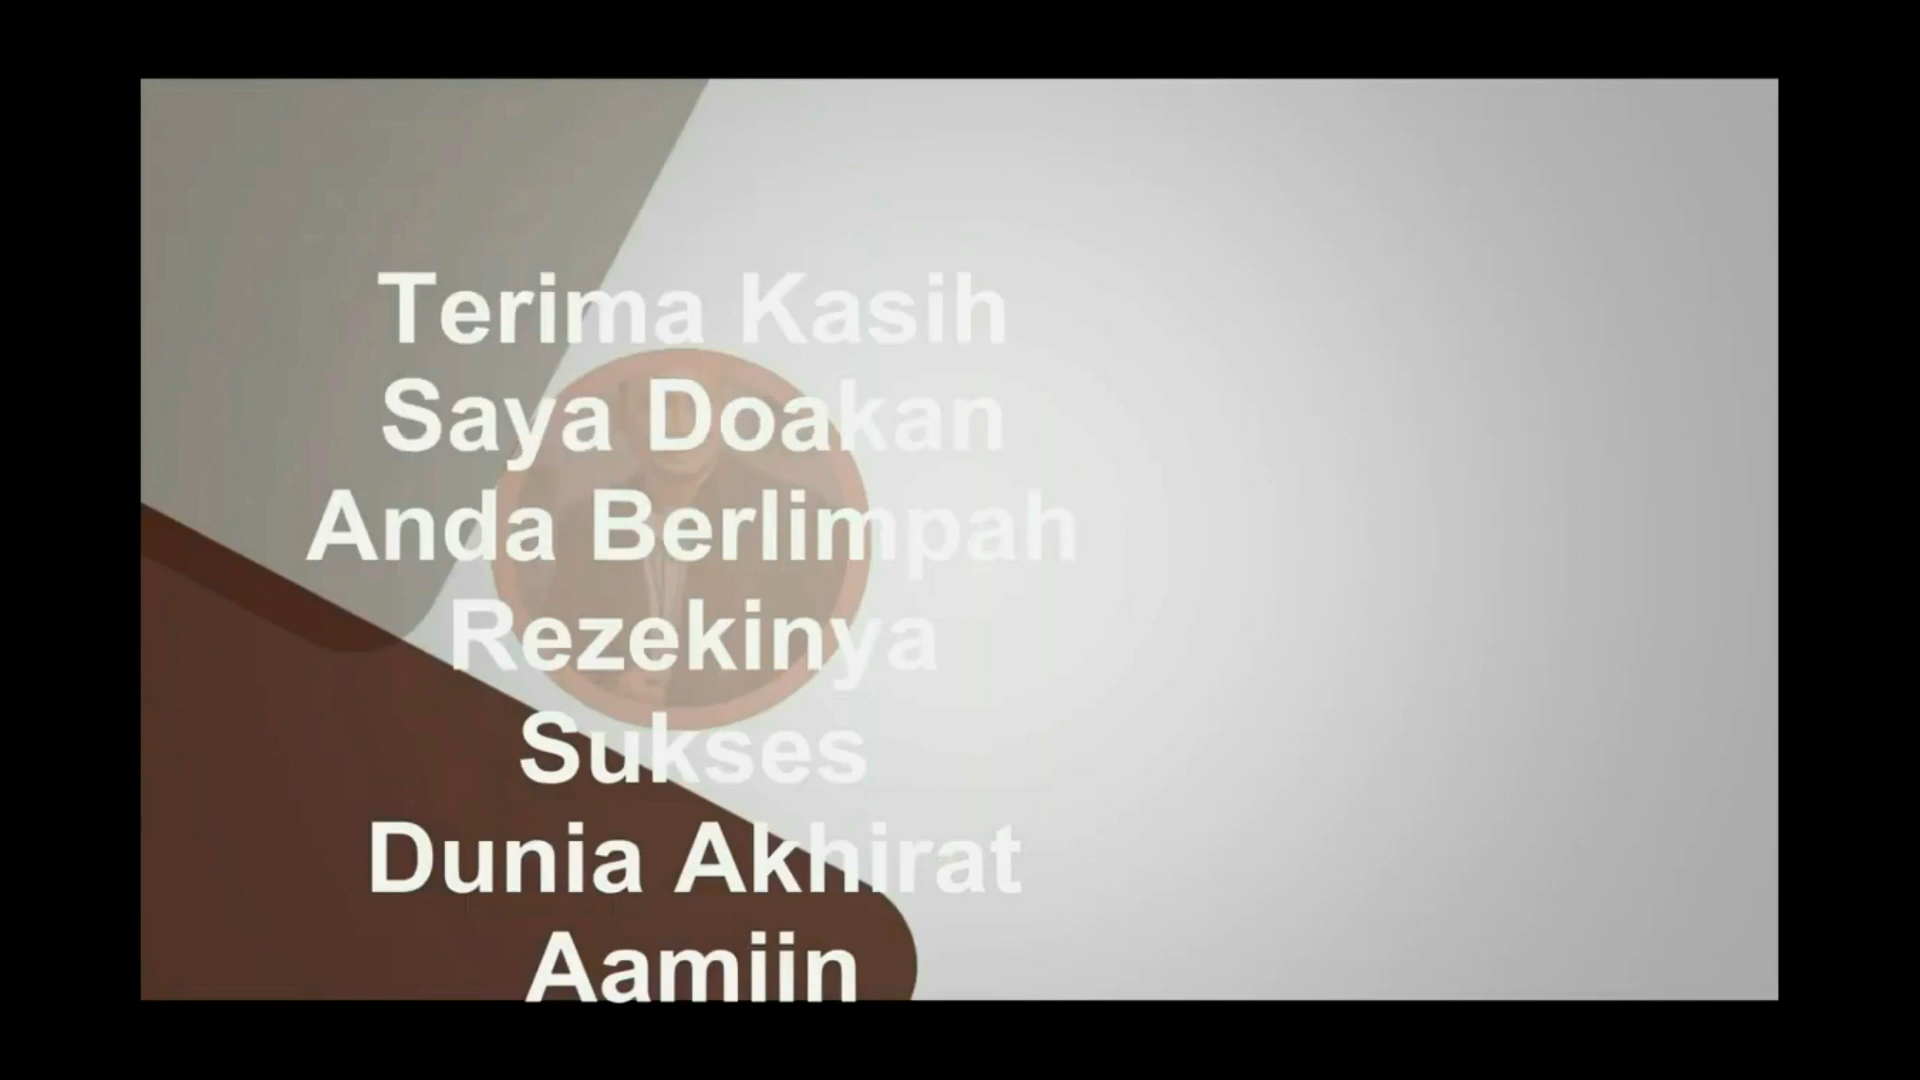 Terima Kasih
Saya Doakan
Anda Berlimpah
Rezekinya
Sukses
Dunia Akhirat
Aamiin